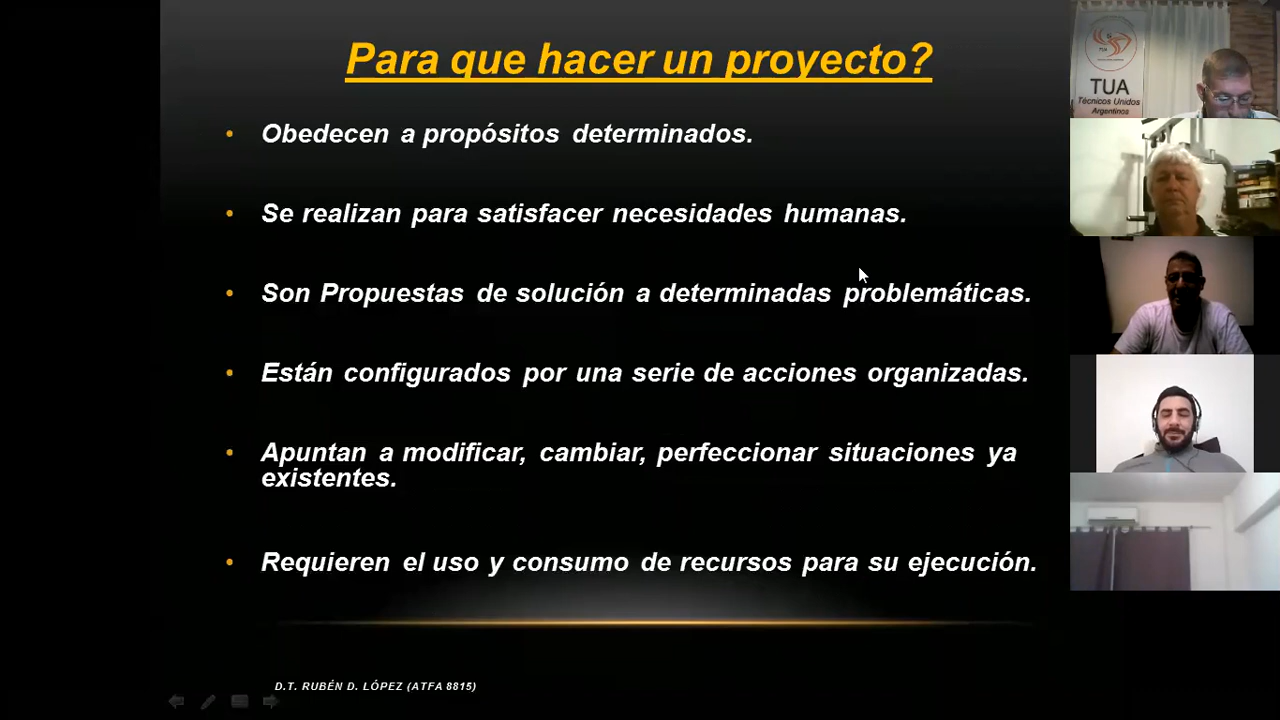 Para que hacer un proyecto?
• Obedecen a propósitos determinados.
• Se realizan para satisfacer necesidades humanas.
• Son Propuestas de solución a determinadas problemáticas.
• Están configurados por una serie de acciones organizadas.
• Apuntan a modificar, cambiar, perfeccionar situaciones ya
existentes.
• Requieren el uso y consumo de recursos para su ejecución.
D.T. RUBÉN D. LÓPEZ (ATFA 8815)
TUA
TUA
Técnicos Unidos
Argentinos